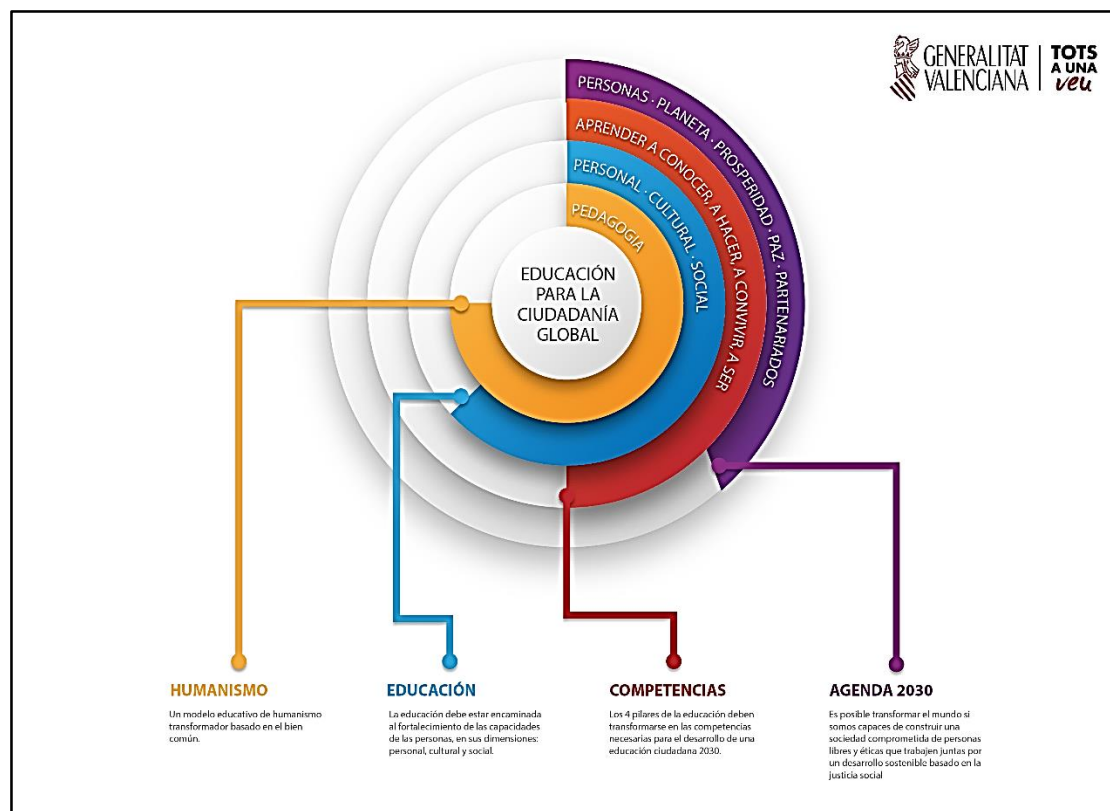 GENERALITAT
VALENCIANA
TOTS
A UNA
veu
PERSONAS · PLANETA · PROSPERIDAD · PAZ · PARTENARIADOS
APRENDER A CONOCER, A HACER, A CONVIVIR, A SER
PERSONAL · CULTURAL · SOCIAL
PEDAGOGÍA
EDUCACIÓN
PARA LA
CIUDADANÍA
GLOBAL
HUMANISMO
Un modelo educativo de humanismo
transformador basado en el bien
común.
EDUCACIÓN
La educación debe estar encaminada
al fortalecimiento de las capacidades
de las personas, en sus dimensiones:
personal, cultural y social.
COMPETENCIAS
Los 4 pilares de la educación deben
transformarse en las competencias
necesarias para el desarrollo de una
educación ciudadana 2030.
AGENDA 2030
Es posible transformar el mundo si
somos capaces de construir una
sociedad comprometida de personas
libres y éticas que trabajen juntas por
un desarrollo sostenible basado en la
justicia social